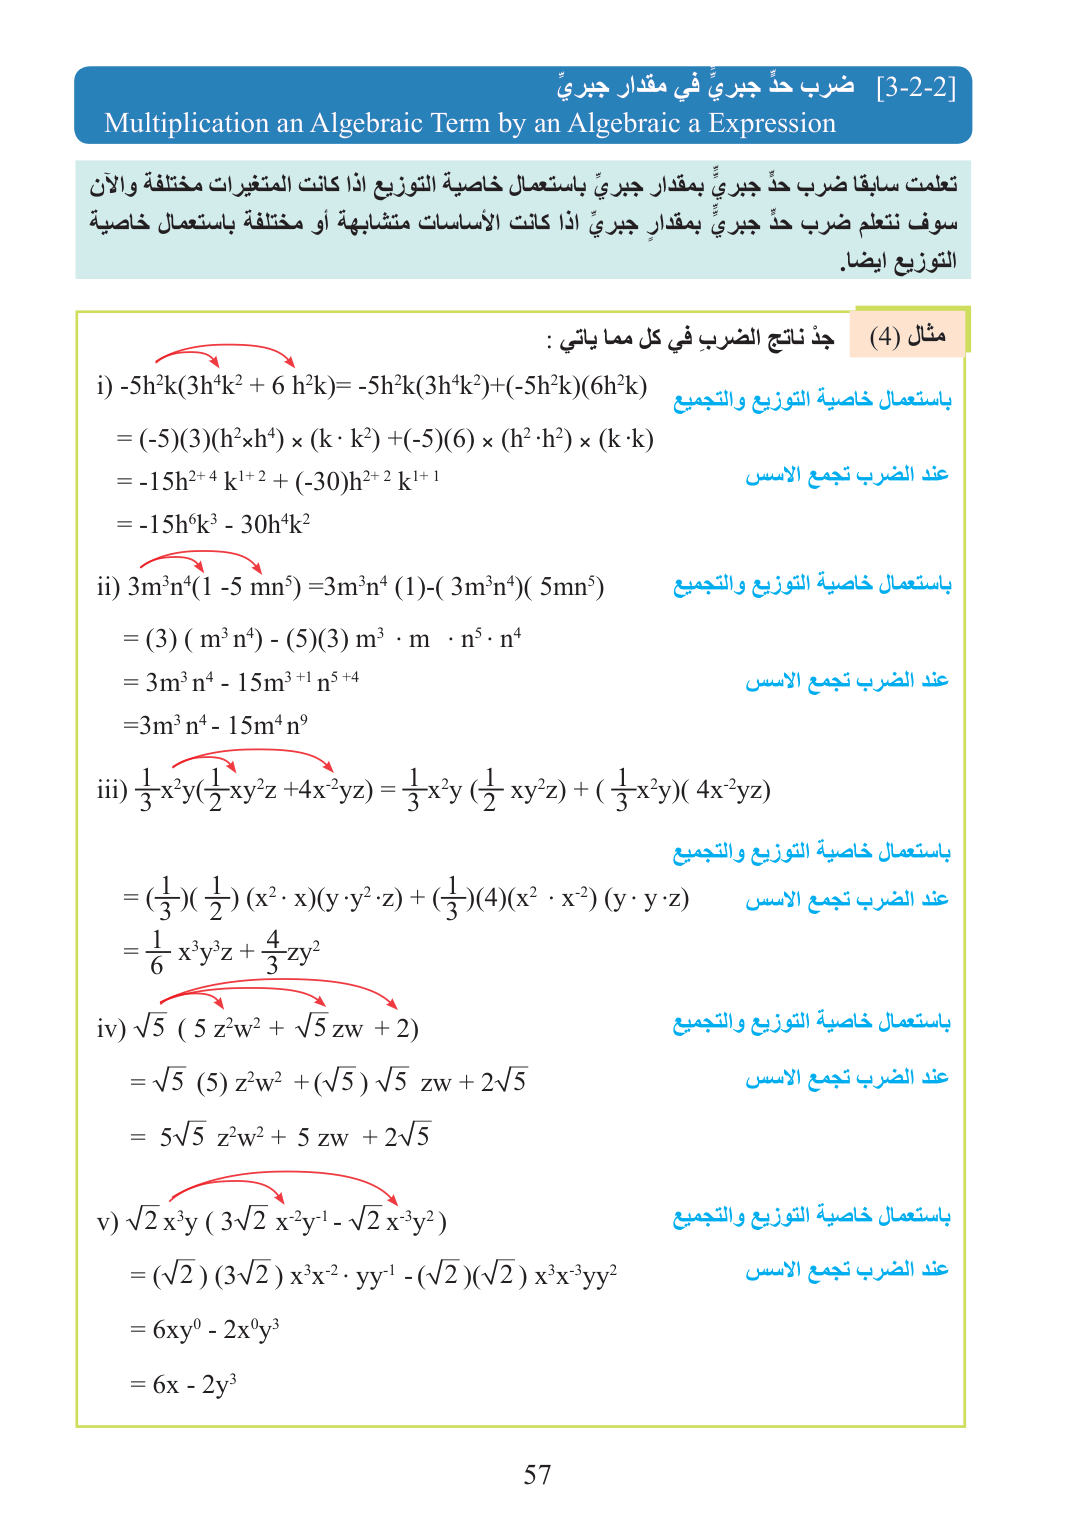 [3-2-2] ضرب حدٍّ جبريٍّ في مقدار جبريِّ
Multiplication an Algebraic Term by an Algebraic a Expression
تعلمت سابقا ضرب حدٍّ جبريٍّ بمقدار جبريِّ باستعمال خاصية التوزيع اذا كانت المتغيرات مختلفة والآن
سوف نتعلم ضرب حدٍّ جبريٍّ بمقدارٍ جبريِّ اذا كانت الأساسات متشابهة أو مختلفة باستعمال خاصية
التوزيع ايضا.
مثال (4) جدْ ناتج الضربِ في كل مما ياتي :
i) -5h²k(3h⁴k² + 6 h²k)= -5h²k(3h⁴k²)+(-5h²k)(6h²k) باستعمال خاصية التوزيع والتجميع
= (-5)(3)(h²×h⁴) × (k · k²) +(-5)(6) × (h² ·h²) × (k ·k)
= -15h²⁺⁴ k¹⁺² + (-30)h²⁺² k¹⁺¹ عند الضرب تجمع الاسس
= -15h⁶k³ - 30h⁴k²
ii) 3m³n⁴(1 -5 mn⁵) =3m³n⁴ (1)-( 3m³n⁴)( 5mn⁵) باستعمال خاصية التوزيع والتجميع
= (3) ( m³ n⁴) - (5)(3) m³ · m · n⁵ · n⁴
= 3m³ n⁴ - 15m³⁺¹ n⁵⁺⁴ عند الضرب تجمع الاسس
=3m³ n⁴ - 15m⁴ n⁹
iii) 1/3 x²y(1/2 xy²z +4x⁻²yz) = 1/3 x²y (1/2 xy²z) + ( 1/3 x²y)( 4x⁻²yz)
باستعمال خاصية التوزيع والتجميع
= (1/3)( 1/2) (x² · x)(y ·y² ·z) + (1/3)(4)(x² · x⁻²) (y · y ·z) عند الضرب تجمع الاسس
= 1/6 x³y³z + 4/3 zy²
iv) √5 ( 5 z²w² + √5 zw + 2) باستعمال خاصية التوزيع والتجميع
= √5 (5) z²w² + (√5 ) √5 zw + 2√5 عند الضرب تجمع الاسس
= 5√5 z²w² + 5 zw + 2√5
v) √2 x³y ( 3√2 x⁻²y⁻¹ - √2 x⁻³y² ) باستعمال خاصية التوزيع والتجميع
= (√2 ) (3√2 ) x³x⁻² · yy⁻¹ - (√2 )(√2 ) x³x⁻³yy² عند الضرب تجمع الاسس
= 6xy⁰ - 2x⁰y³
= 6x - 2y³
57